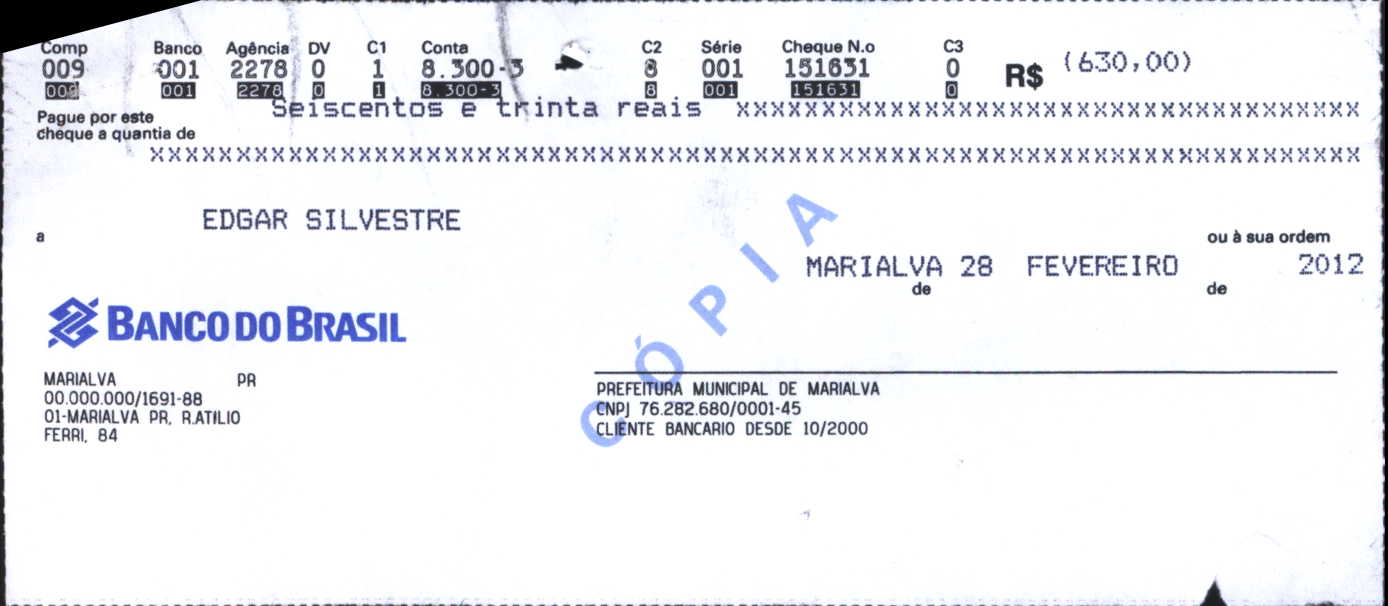 Comp Banco Agência DV C1 Conta C2 Série Cheque N.o C3
009 001 2278 0 1 8.300-3 8 001 151631 0 R$ (630,00)
009 001 2278 0 1 8.300-3 8 001 151631 0
Seiscentos e trinta reais xxxxxxxxxxxxxxxxxxxxxxxxxxxxxxxxxxxxx
Pague por este
cheque a quantia de
xxxxxxxxxxxxxxxxxxxxxxxxxxxxxxxxxxxxxxxxxxxxxxxxxxxxxxxxxxxxxxxxxxxxxxx
EDGAR SILVESTRE
a ou à sua ordem
MARIALVA 28 FEVEREIRO 2012
de de
BANCO DO BRASIL
CÓPIA
MARIALVA PR
00.000.000/1691-88
01-MARIALVA PR, R.ATILIO
FERRI, 84
PREFEITURA MUNICIPAL DE MARIALVA
CNPJ 76.282.680/0001-45
CLIENTE BANCARIO DESDE 10/2000